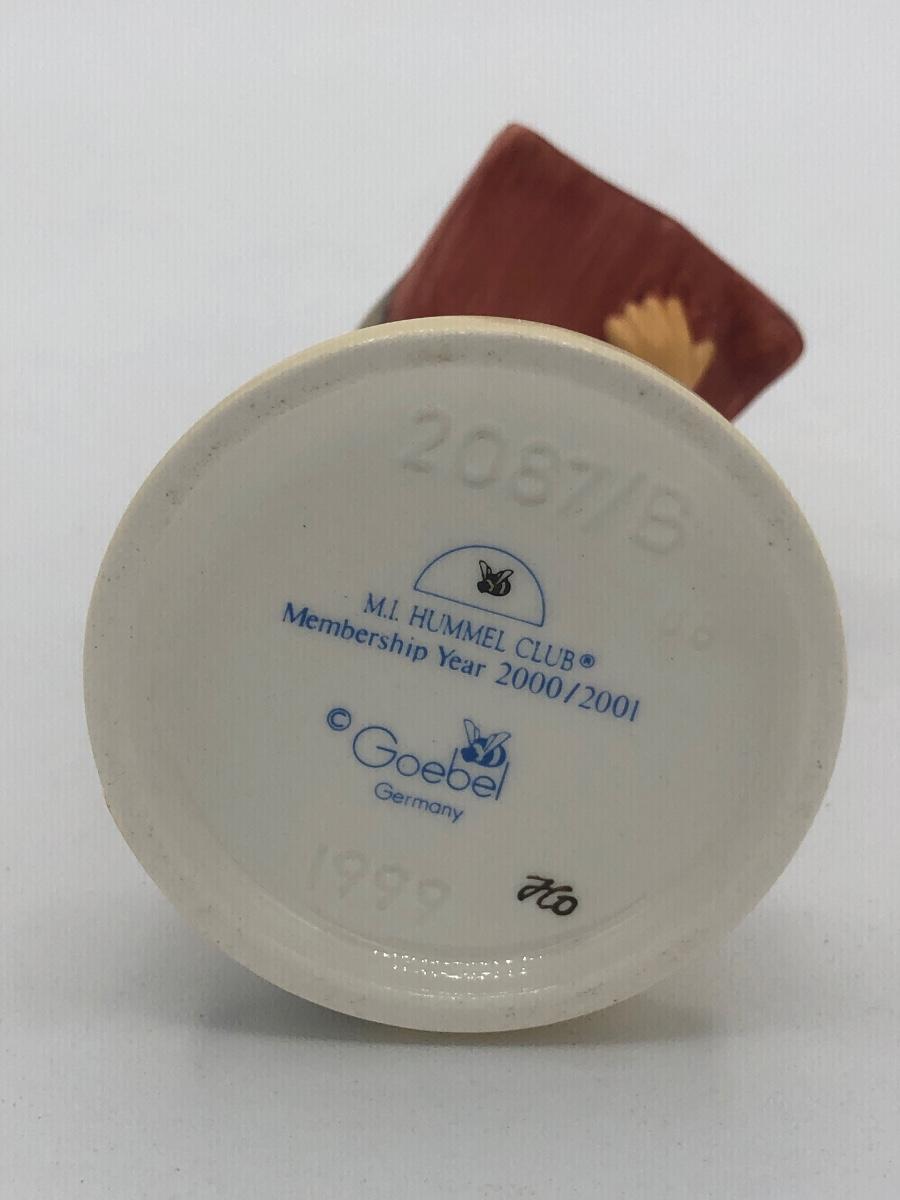 2087/B
M.I. HUMMEL CLUB®
Membership Year 2000/2001
© Goebel
Germany
1999